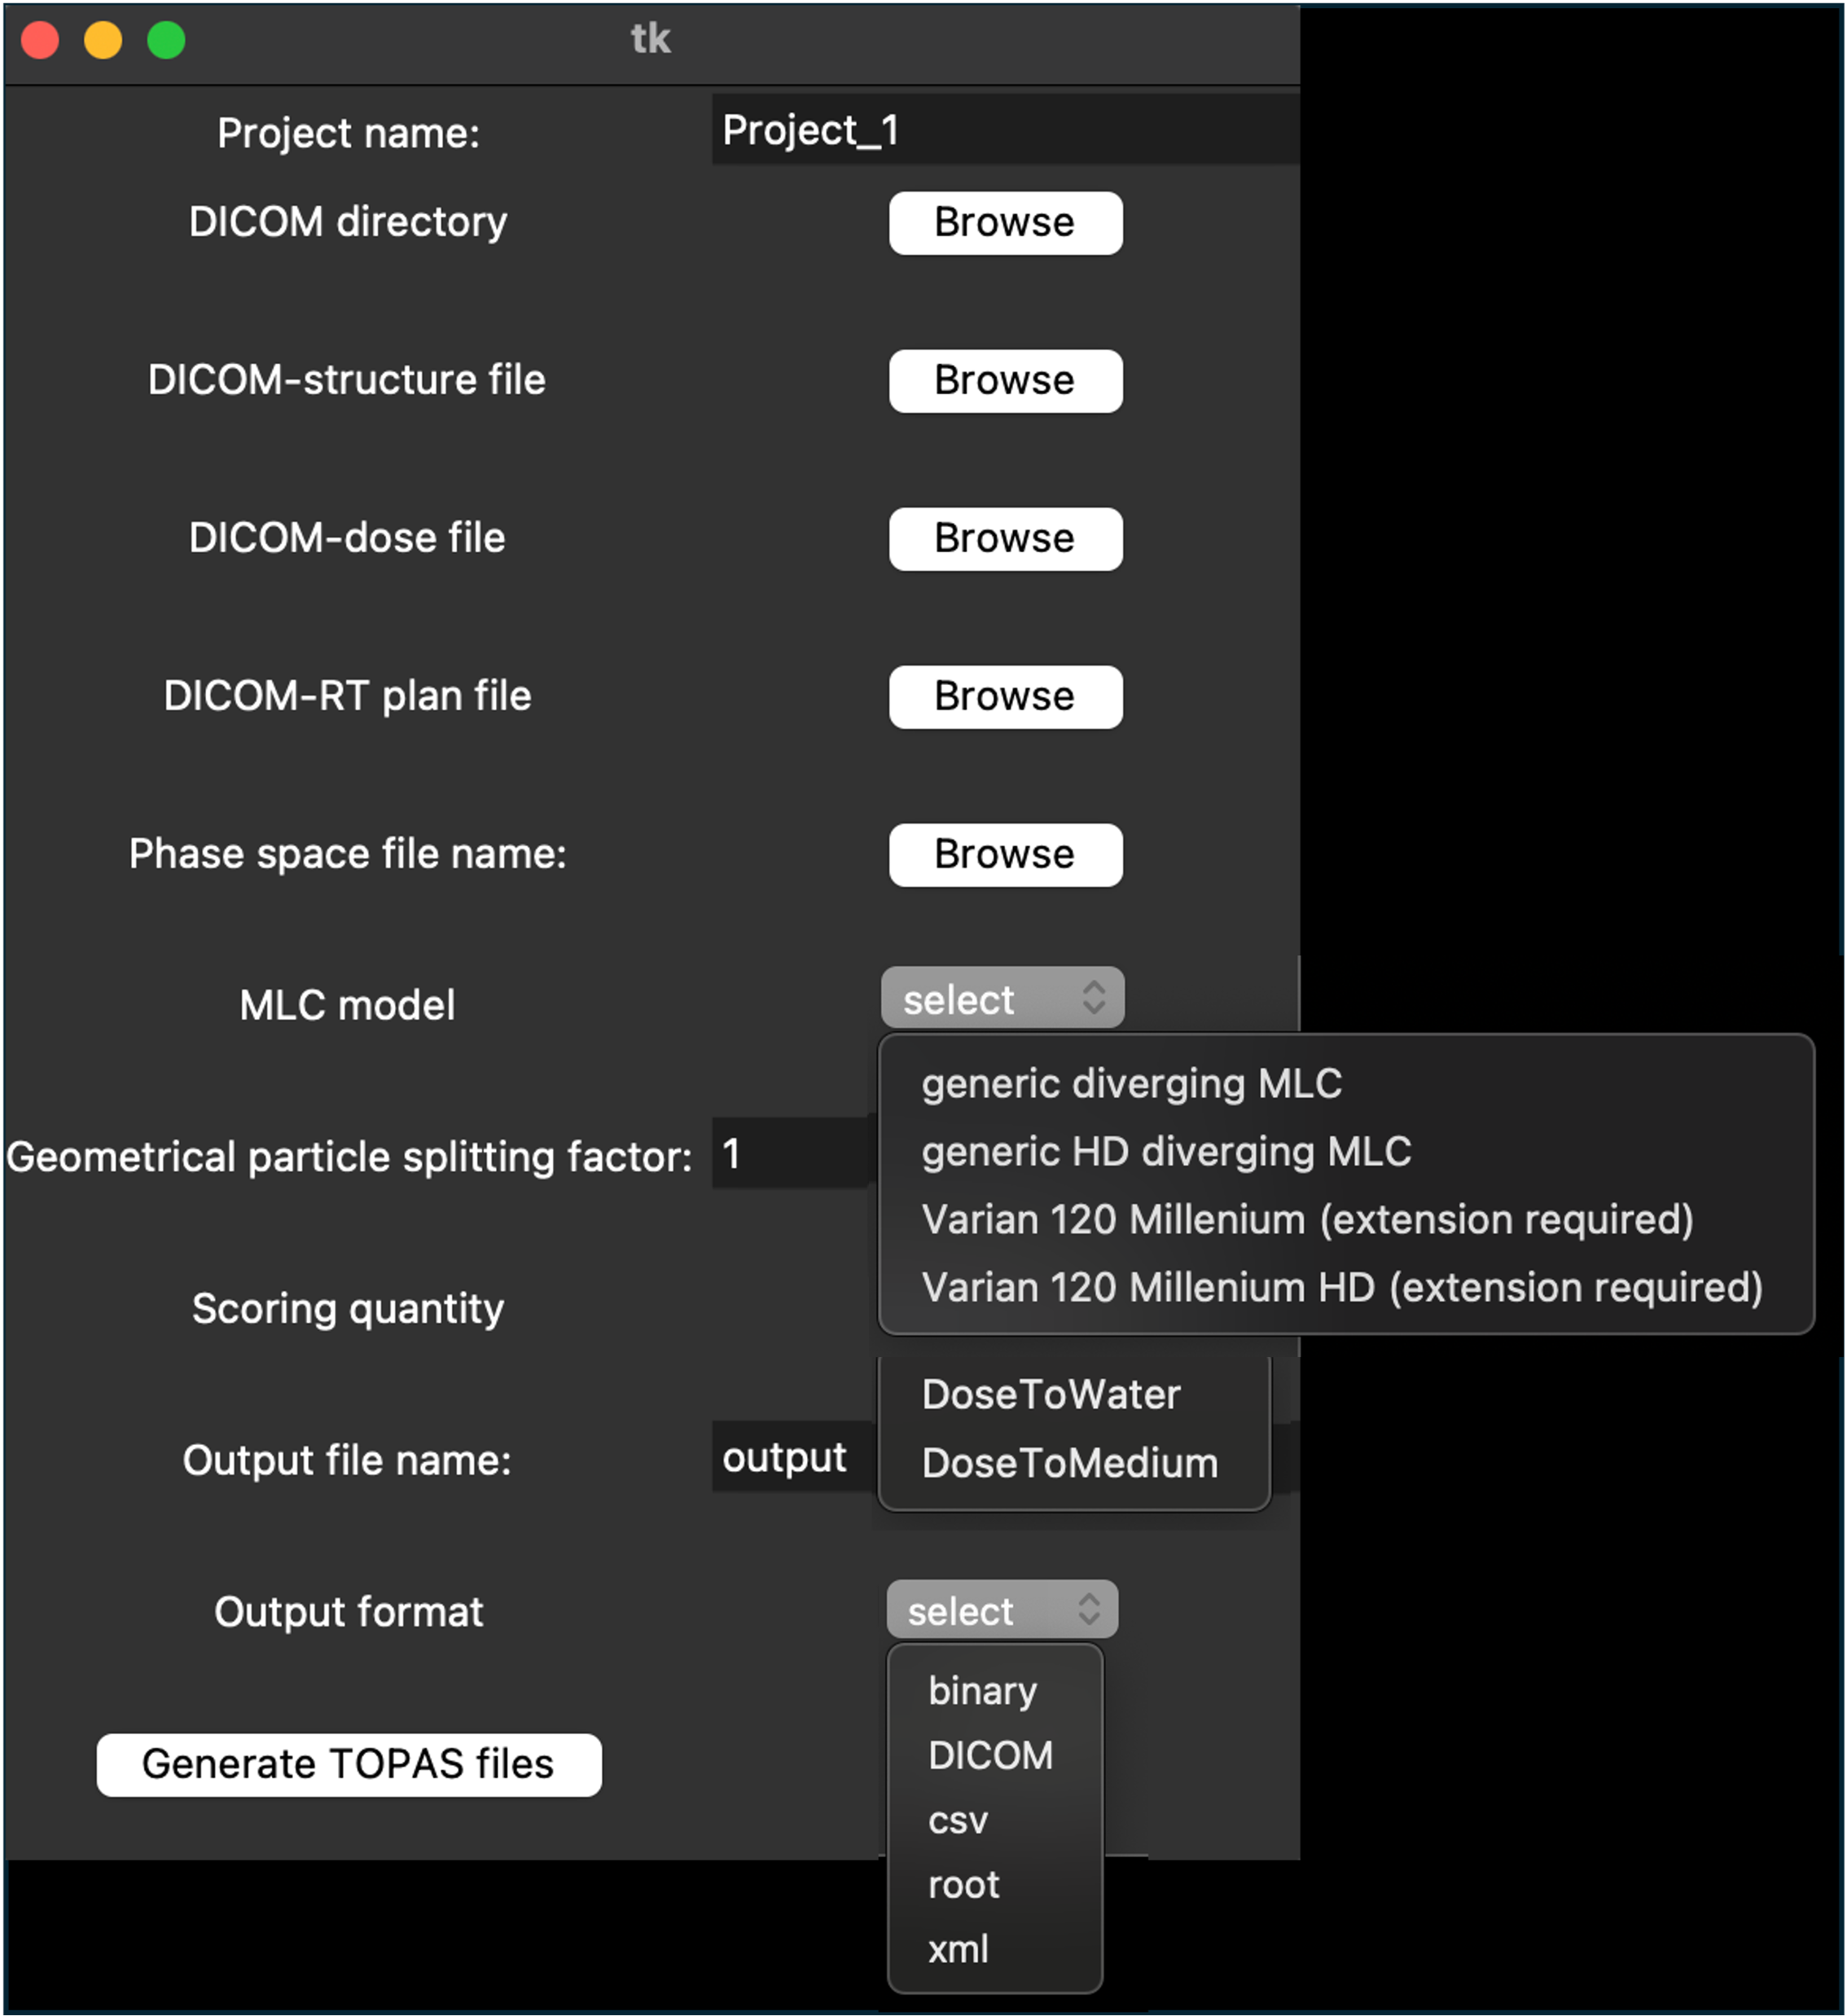 tk
Project name: Project_1
DICOM directory Browse
DICOM-structure file Browse
DICOM-dose file Browse
DICOM-RT plan file Browse
Phase space file name: Browse
MLC model select
generic diverging MLC
generic HD diverging MLC
Geometrical particle splitting factor: 1
Varian 120 Millenium (extension required)
Varian 120 Millenium HD (extension required)
Scoring quantity
DoseToWater
DoseToMedium
Output file name: output
Output format select
binary
DICOM
csv
root
xml
Generate TOPAS files